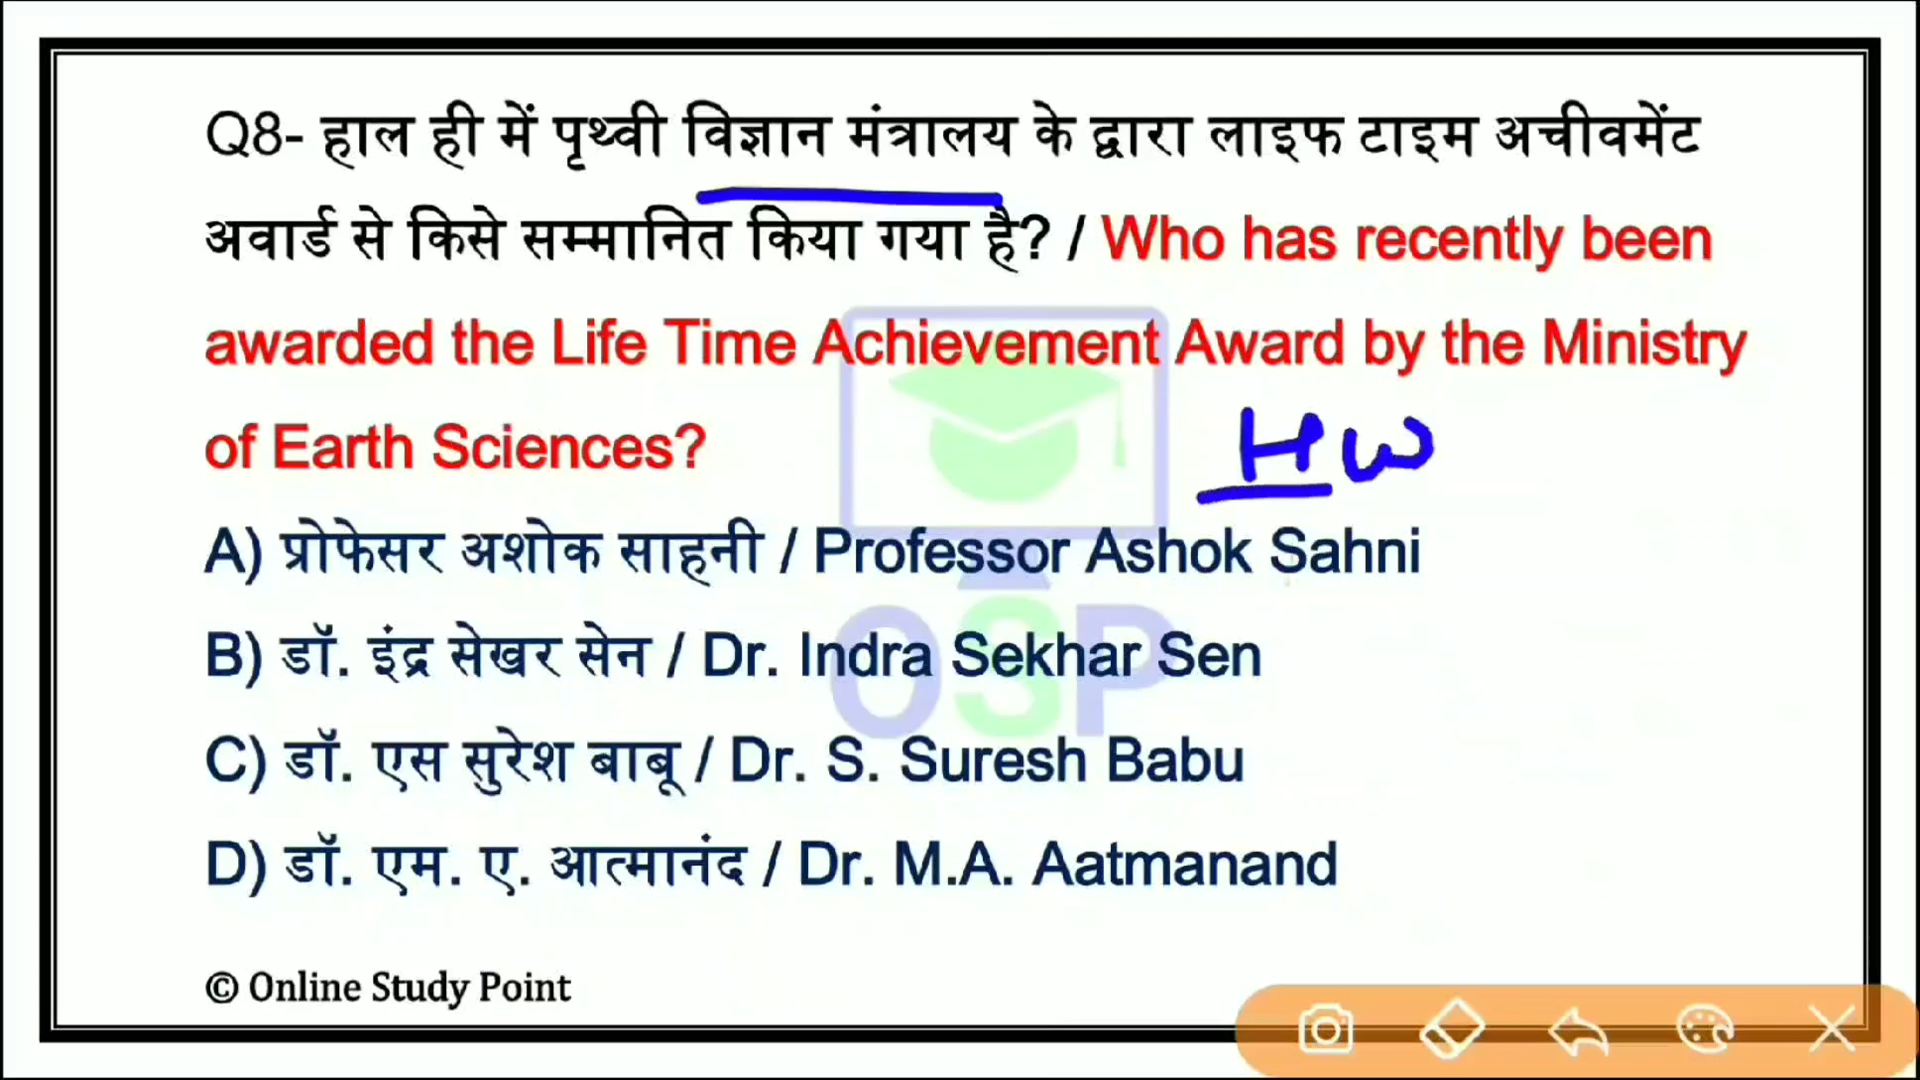 Q8- हाल ही में पृथ्वी विज्ञान मंत्रालय के द्वारा लाइफ टाइम अचीवमेंट
अवार्ड से किसे सम्मानित किया गया है? / Who has recently been
awarded the Life Time Achievement Award by the Ministry
of Earth Sciences?
HW
A) प्रोफेसर अशोक साहनी / Professor Ashok Sahni
B) डॉ. इंद्र सेखर सेन / Dr. Indra Sekhar Sen
OSP
C) डॉ. एस सुरेश बाबू / Dr. S. Suresh Babu
D) डॉ. एम. ए. आत्मानंद / Dr. M.A. Aatmanand
© Online Study Point